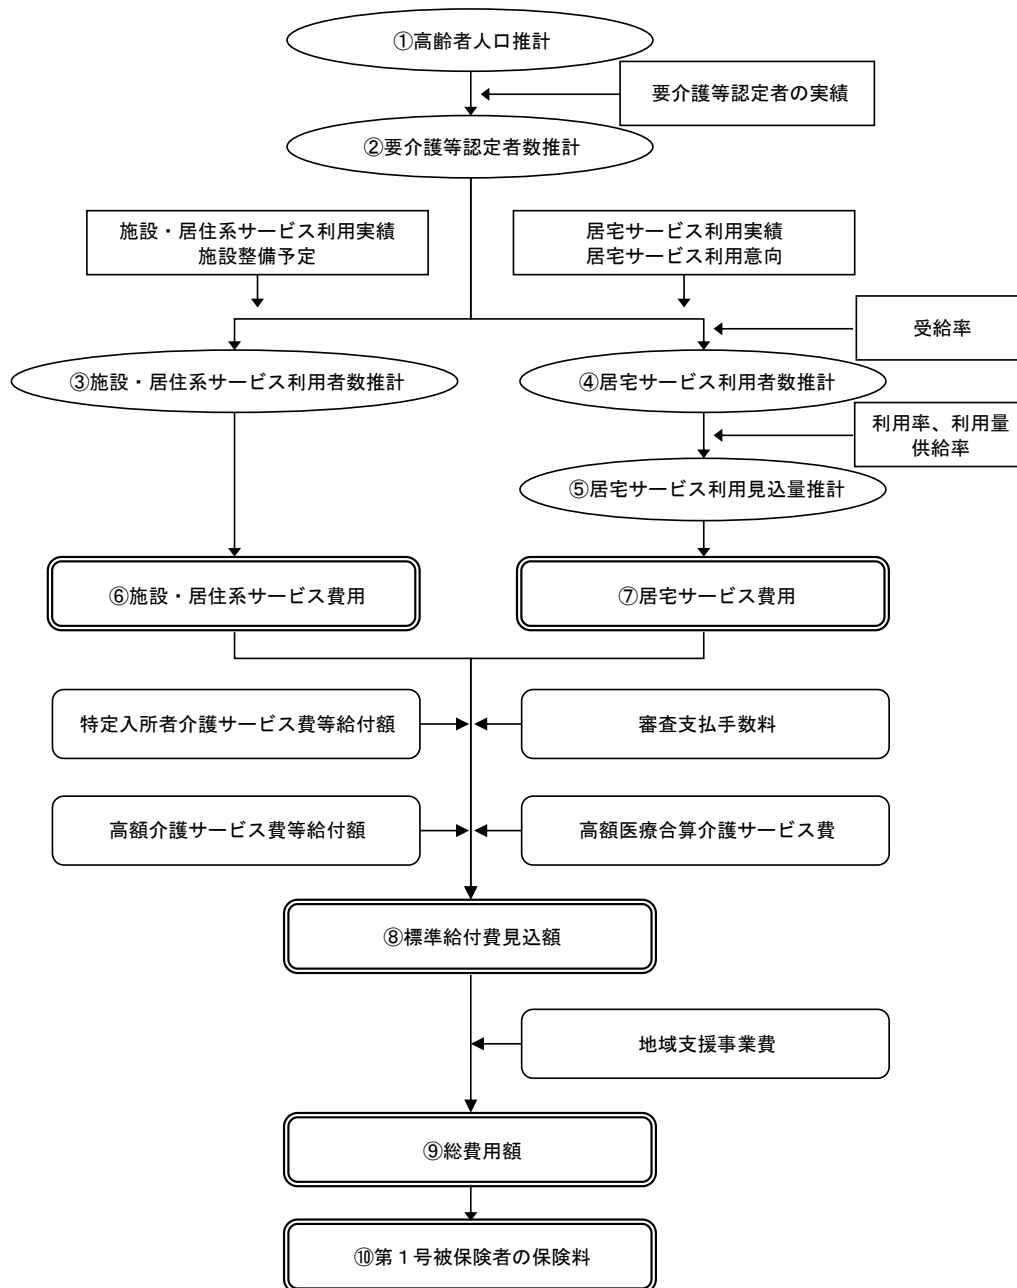 ①高齢者人口推計
要介護等認定者の実績
②要介護等認定者数推計
施設・居住系サービス利用実績
施設整備予定
居宅サービス利用実績
居宅サービス利用意向
受給率
③施設・居住系サービス利用者数推計
④居宅サービス利用者数推計
利用率、利用量
供給率
⑤居宅サービス利用見込量推計
⑥施設・居住系サービス費用
⑦居宅サービス費用
特定入所者介護サービス費等給付額
審査支払手数料
高額介護サービス費等給付額
高額医療合算介護サービス費
⑧標準給付費見込額
地域支援事業費
⑨総費用額
⑩第１号被保険者の保険料